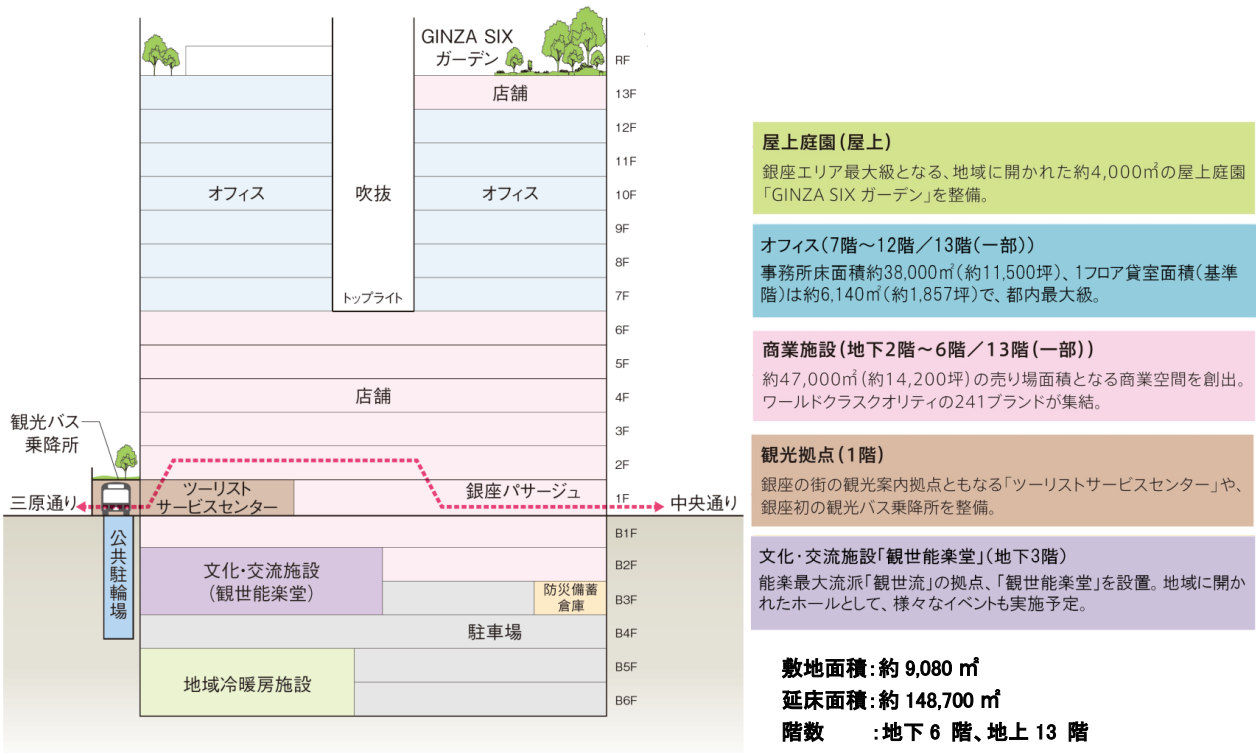 GINZA SIX
ガーデン
RF
店舗
13F
12F
11F
オフィス
吹抜
オフィス
10F
9F
8F
トップライト
7F
6F
5F
店舗
4F
3F
観光バス
乗降所
2F
三原通り
ツーリスト
サービスセンター
銀座パサージュ
1F
中央通り
公共駐輪場
B1F
文化・交流施設
(観世能楽堂)
B2F
防災備蓄
倉庫
B3F
駐車場
B4F
地域冷暖房施設
B5F
B6F
屋上庭園(屋上)
銀座エリア最大級となる、地域に開かれた約4,000㎡の屋上庭園
「GINZA SIX ガーデン」を整備。
オフィス(7階～12階／13階(一部))
事務所床面積約38,000㎡(約11,500坪)、1フロア貸室面積(基準
階)は約6,140㎡(約1,857坪)で、都内最大級。
商業施設(地下2階～6階／13階(一部))
約47,000㎡(約14,200坪)の売り場面積となる商業空間を創出。
ワールドクラスクオリティの241ブランドが集結。
観光拠点(1階)
銀座の街の観光案内拠点ともなる「ツーリストサービスセンター」や、
銀座初の観光バス乗降所を整備。
文化・交流施設「観世能楽堂」(地下3階)
能楽最大流派「観世流」の拠点、「観世能楽堂」を設置。地域に開か
れたホールとして、様々なイベントも実施予定。
敷地面積：約 9,080 ㎡
延床面積：約 148,700 ㎡
階数　　：地下 6 階、地上 13 階